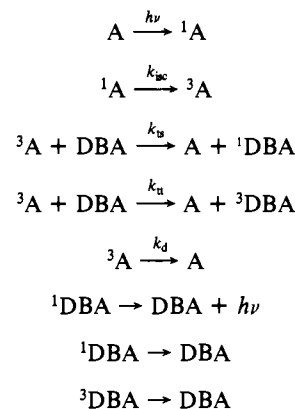 A —hν→ ¹A
¹A —k_isc→ ³A
³A + DBA —k_ts→ A + ¹DBA
³A + DBA —k_tt→ A + ³DBA
³A —k_d→ A
¹DBA → DBA + hν
¹DBA → DBA
³DBA → DBA